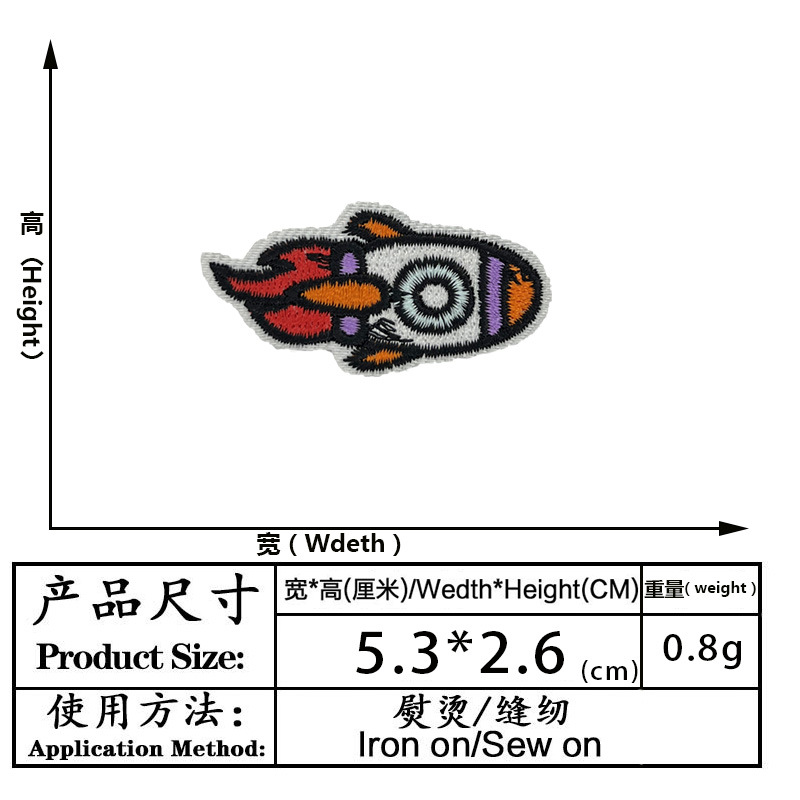 高（Height）
宽（Wdeth）
产品尺寸
Product Size:
宽*高(厘米)/Wedth*Height(CM)
重量( weight )
5.3*2.6 (cm)
0.8g
使用方法:
Application Method:
熨烫/缝纫
Iron on/Sew on